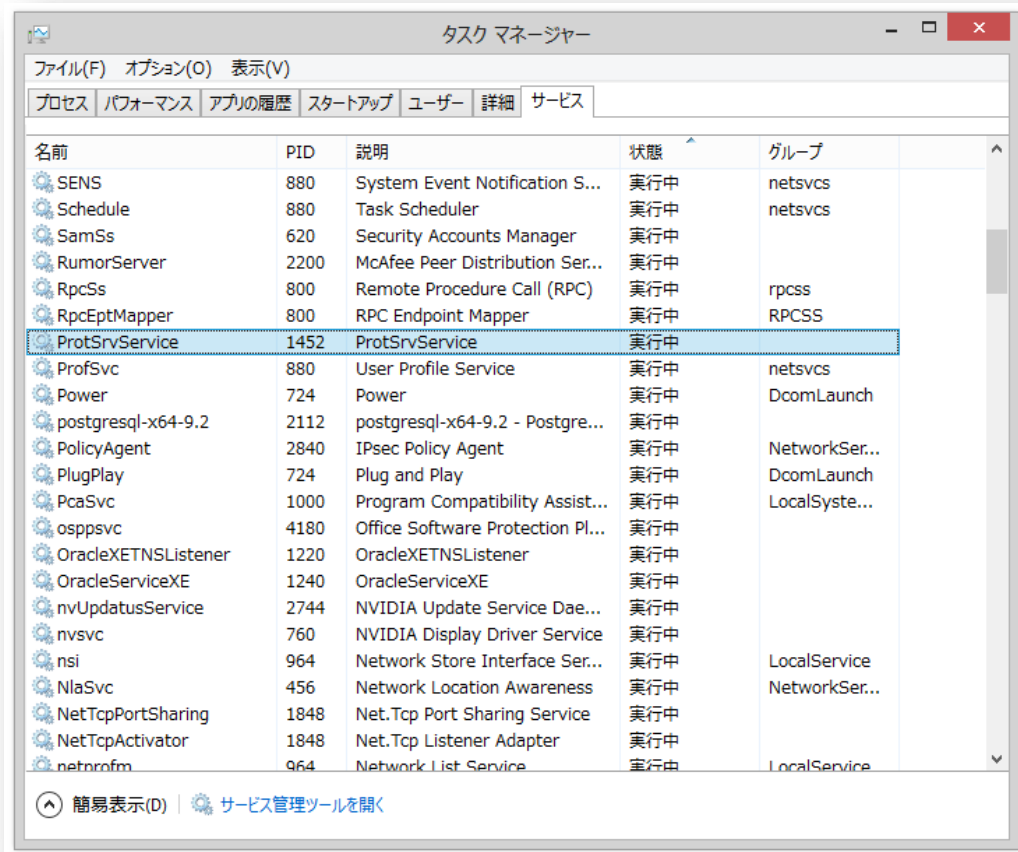 タスク マネージャー
ファイル(F) オプション(O) 表示(V)
プロセス パフォーマンス アプリの履歴 スタートアップ ユーザー 詳細 サービス
名前 PID 説明 状態 グループ
SENS 880 System Event Notification S... 実行中 netsvcs
Schedule 880 Task Scheduler 実行中 netsvcs
SamSs 620 Security Accounts Manager 実行中
RumorServer 2200 McAfee Peer Distribution Ser... 実行中
RpcSs 800 Remote Procedure Call (RPC) 実行中 rpcss
RpcEptMapper 800 RPC Endpoint Mapper 実行中 RPCSS
ProtSrvService 1452 ProtSrvService 実行中
ProfSvc 880 User Profile Service 実行中 netsvcs
Power 724 Power 実行中 DcomLaunch
postgresql-x64-9.2 2112 postgresql-x64-9.2 - Postgre... 実行中
PolicyAgent 2840 IPsec Policy Agent 実行中 NetworkSer...
PlugPlay 724 Plug and Play 実行中 DcomLaunch
PcaSvc 1000 Program Compatibility Assist... 実行中 LocalSyste...
osppsvc 4180 Office Software Protection Pl... 実行中
OracleXETNSListener 1220 OracleXETNSListener 実行中
OracleServiceXE 1240 OracleServiceXE 実行中
nvUpdatusService 2744 NVIDIA Update Service Dae... 実行中
nvsvc 760 NVIDIA Display Driver Service 実行中
nsi 964 Network Store Interface Ser... 実行中 LocalService
NlaSvc 456 Network Location Awareness 実行中 NetworkSer...
NetTcpPortSharing 1848 Net.Tcp Port Sharing Service 実行中
NetTcpActivator 1848 Net.Tcp Listener Adapter 実行中
netprofm 964 Network List Service 実行中 LocalService
簡易表示(D) サービス管理ツールを開く